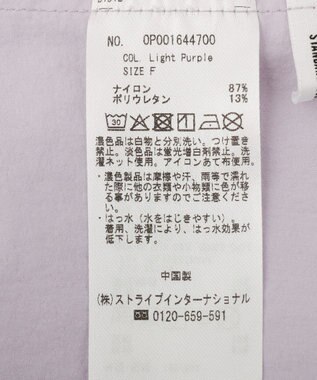 NO. 0P001644700
COL. Light Purple
SIZE F
ナイロン 87%
ポリウレタン 13%
30
濃色品は白物と分別洗い。つけ置き
禁止。淡色品は蛍光増白剤禁止。洗
濯ネット使用。アイロンあて布使用。
・濃色製品は摩擦や汗、雨等で濡れ
た際に他の衣類や小物類に色が移
る事がありますのでご注意くださ
い。
・はっ水（水をはじきやすい）。
着用、洗濯により、はっ水効果が
低下します。
中国製
(株)ストライプインターナショナル
☎ 0120-659-591